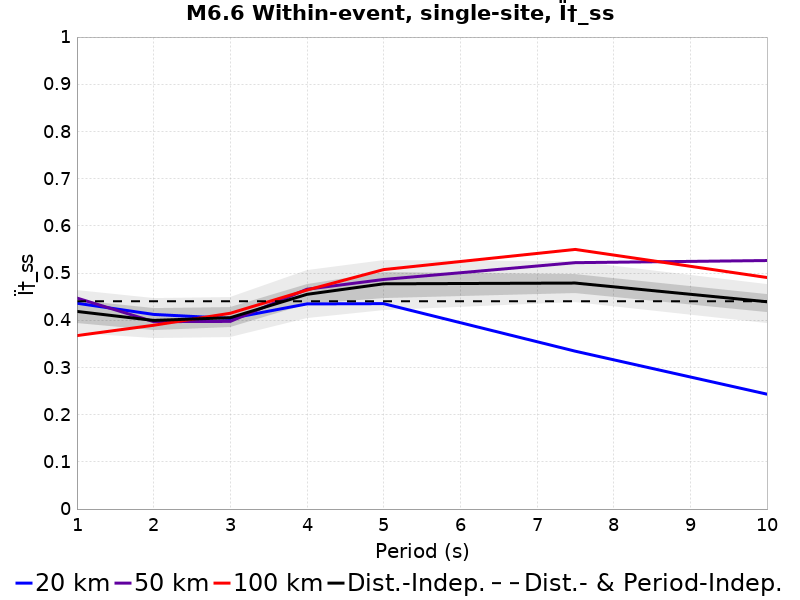 M6.6 Within-event, single-site, Ï†_ss
1
0.9
0.8
0.7
0.6
0.5
0.4
0.3
0.2
0.1
0
Ï†_ss
1 2 3 4 5 6 7 8 9 10
Period (s)
20 km 50 km 100 km Dist.-Indep. Dist.- & Period-Indep.